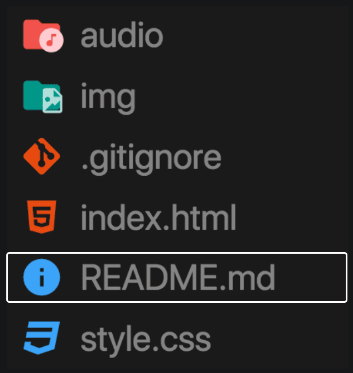 audio
img
.gitignore
index.html
README.md
style.css